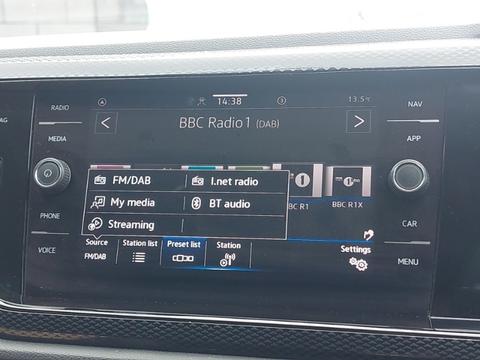 RADIO
14:38
13.5°C
NAV
BBC Radio 1 (DAB)
MEDIA
APP
FM/DAB
I.net radio
My media
BT audio
Streaming
BC R1
BBC R1X
PHONE
CAR
VOICE
Source
FM/DAB
Station list
Preset list
Station
Settings
MENU